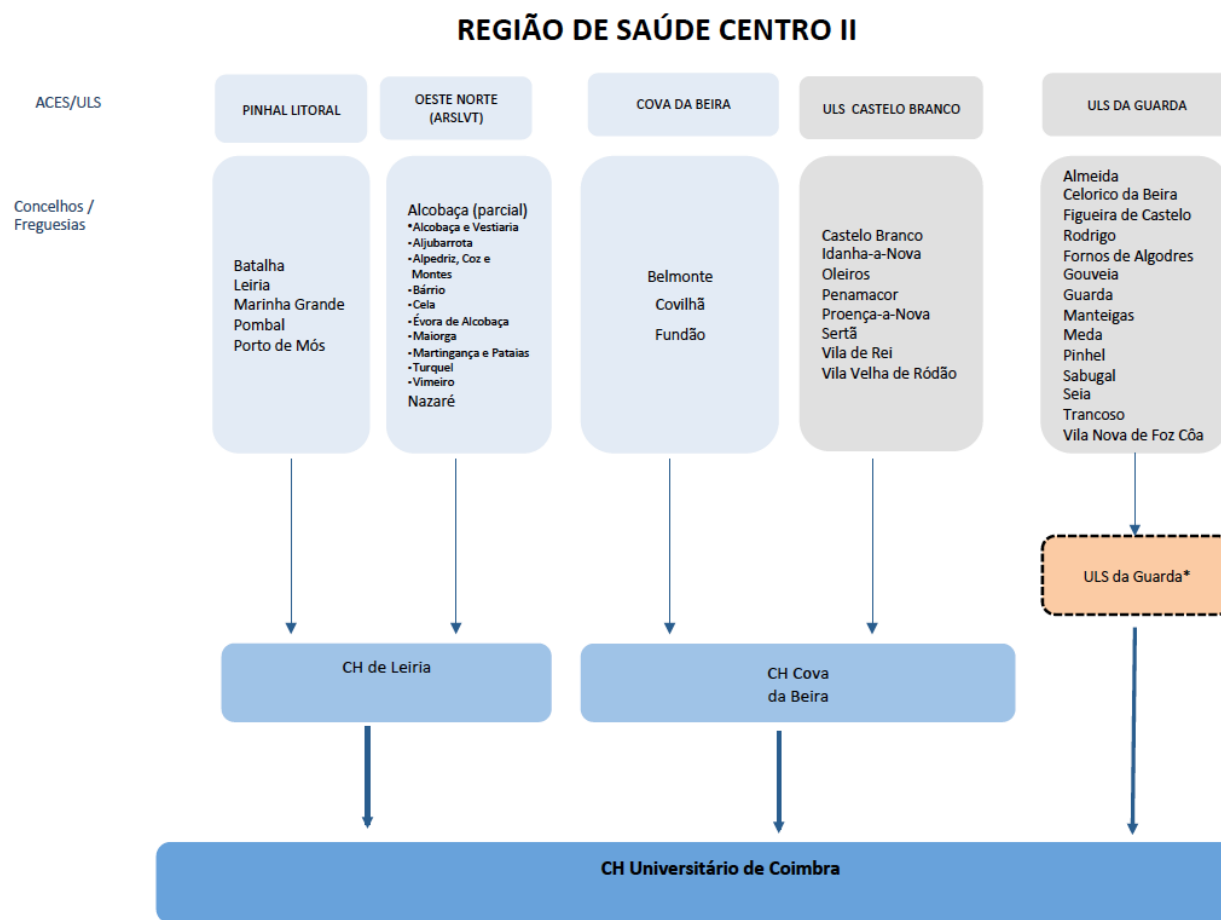 REGIÃO DE SAÚDE CENTRO II
ACES/ULS
PINHAL LITORAL
OESTE NORTE
(ARSLVT)
COVA DA BEIRA
ULS CASTELO BRANCO
ULS DA GUARDA
Concelhos /
Freguesias
Batalha
Leiria
Marinha Grande
Pombal
Porto de Mós
Alcobaça (parcial)
•Alcobaça e Vestiaria
•Aljubarrota
•Alpedriz, Coz e
Montes
•Bárrio
•Cela
•Évora de Alcobaça
•Maiorga
•Martingança e Pataias
•Turquel
•Vimeiro
Nazaré
Belmonte
Covilhã
Fundão
Castelo Branco
Idanha-a-Nova
Oleiros
Penamacor
Proença-a-Nova
Sertã
Vila de Rei
Vila Velha de Ródão
Almeida
Celorico da Beira
Figueira de Castelo
Rodrigo
Fornos de Algodres
Gouveia
Guarda
Manteigas
Meda
Pinhel
Sabugal
Seia
Trancoso
Vila Nova de Foz Côa
ULS da Guarda*
CH de Leiria
CH Cova
da Beira
CH Universitário de Coimbra